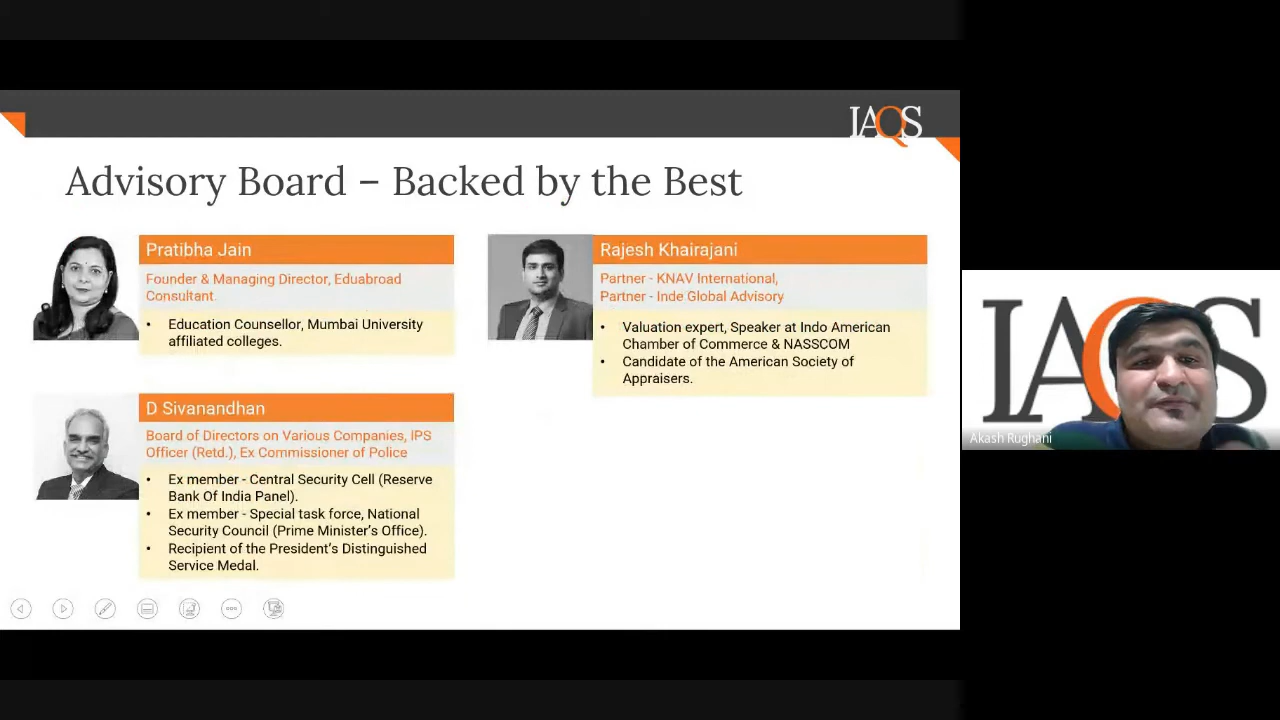 IAQS
Advisory Board – Backed by the Best
Pratibha Jain
Founder & Managing Director, Eduabroad
Consultant.
• Education Counsellor, Mumbai University
affiliated colleges.
Rajesh Khairajani
Partner - KNAV International,
Partner - Inde Global Advisory
• Valuation expert, Speaker at Indo American
Chamber of Commerce & NASSCOM
• Candidate of the American Society of
Appraisers.
D Sivanandhan
Board of Directors on Various Companies, IPS
Officer (Retd.), Ex Commissioner of Police
• Ex member - Central Security Cell (Reserve
Bank Of India Panel).
• Ex member - Special task force, National
Security Council (Prime Minister’s Office).
• Recipient of the President’s Distinguished
Service Medal.
IAQS
Akash Rughani